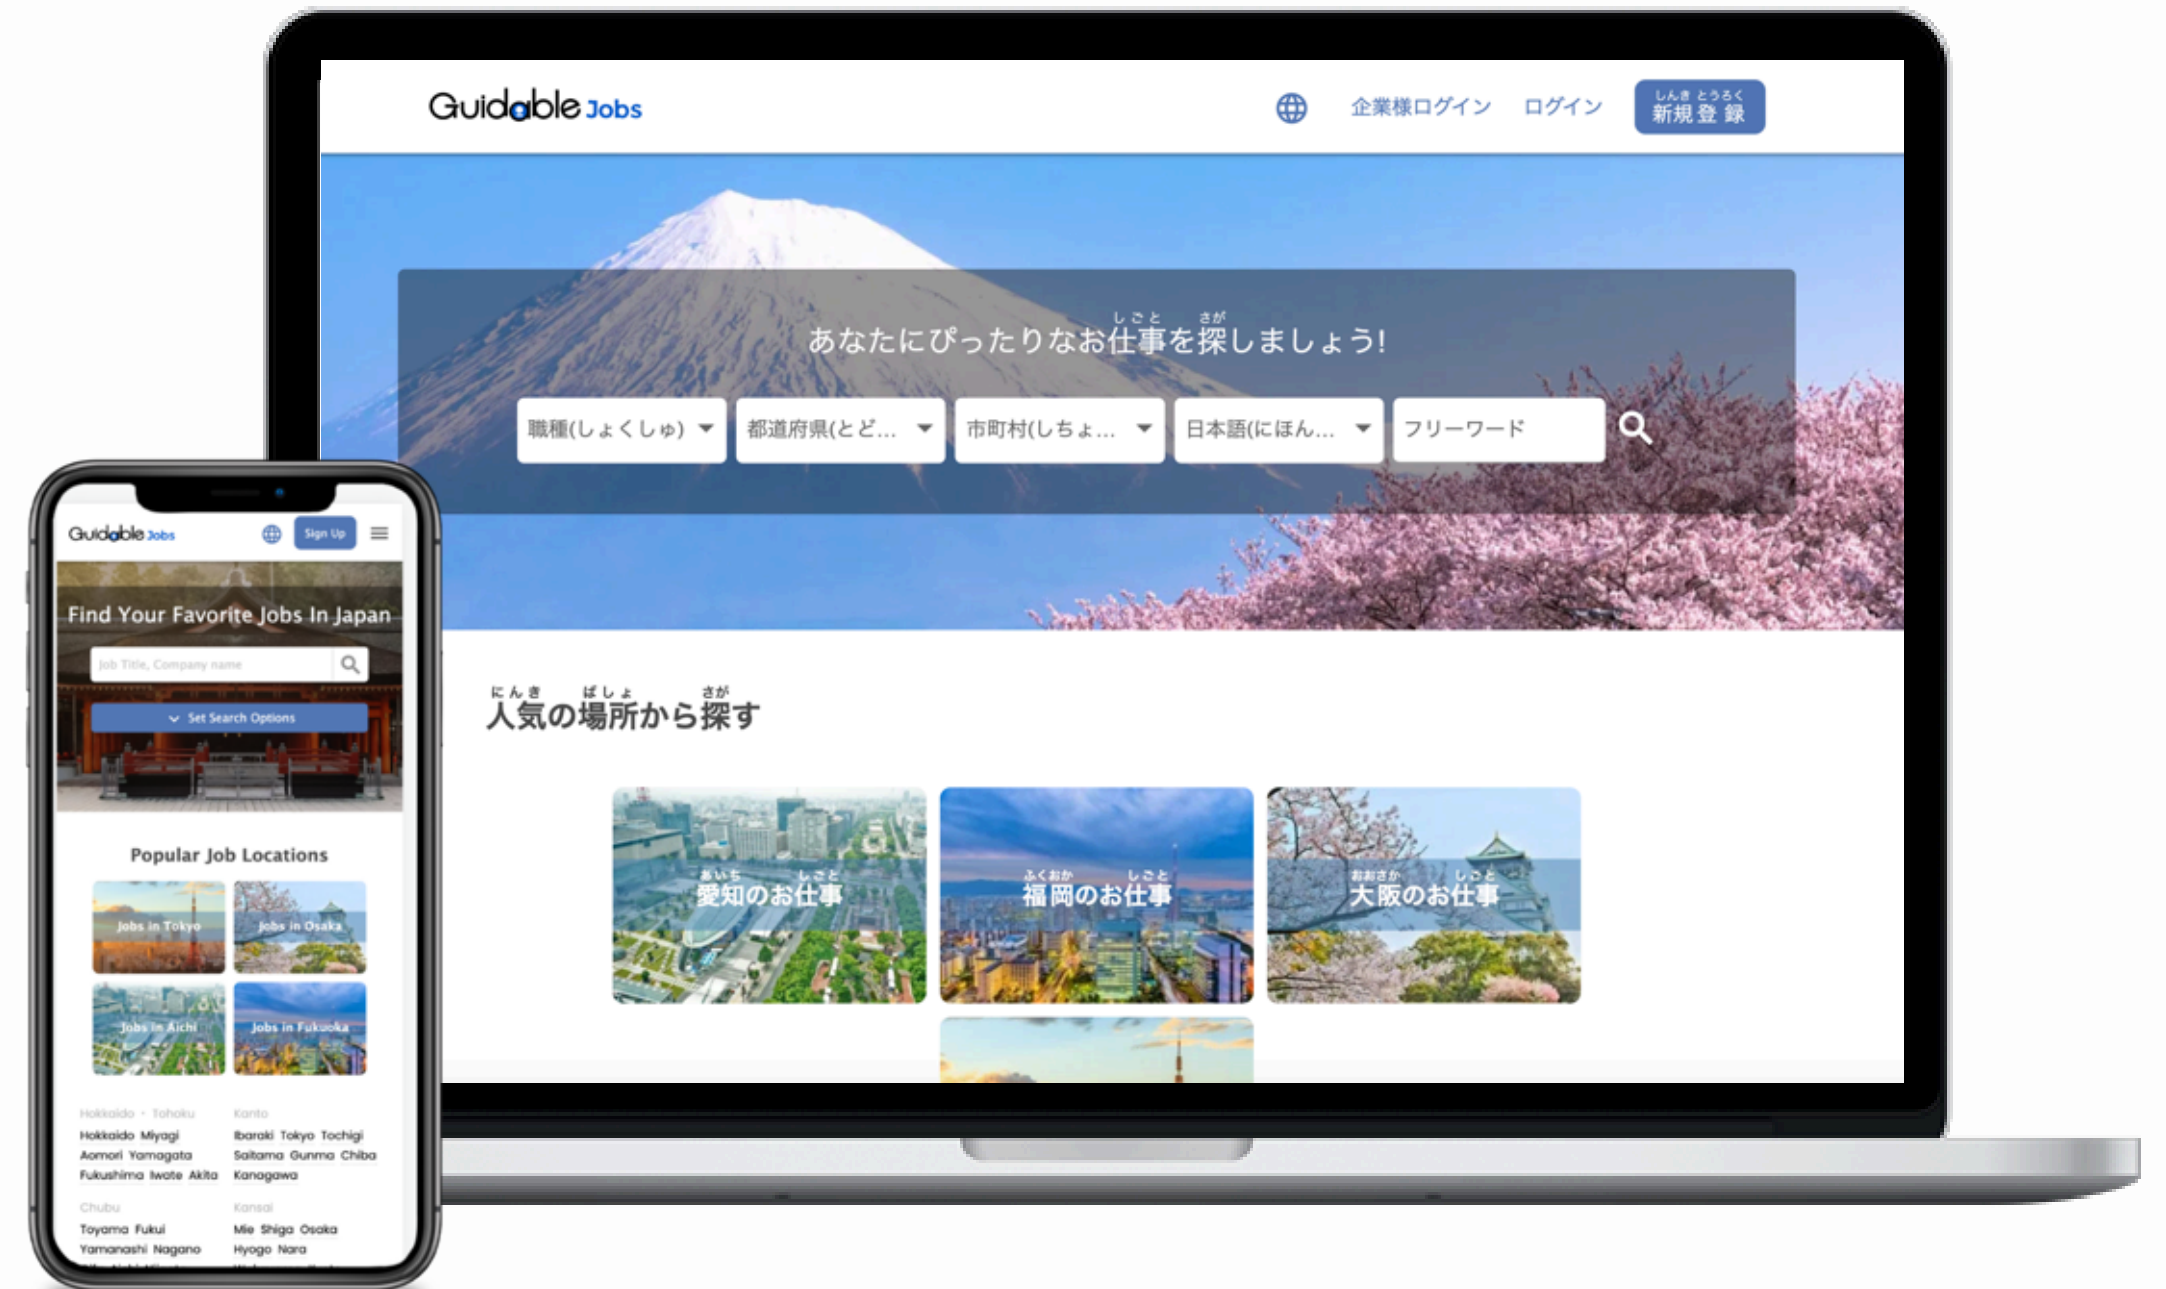 Guidable Jobs
企業様ログイン
ログイン
しんき とうろく
新規登録
しごと さが
あなたにぴったりなお仕事を探しましょう!
職種(しょくしゅ)
都道府県(とど...
市町村(しちょ...
日本語(にほん...
フリーワード
にんき ばしょ さが
人気の場所から探す
あいち しごと
愛知のお仕事
ふくおか しごと
福岡のお仕事
おおさか しごと
大阪のお仕事
Guidable Jobs
Sign Up
Find Your Favorite Jobs In Japan
Job Title, Company name
Set Search Options
Popular Job Locations
Jobs in Tokyo
Jobs in Osaka
Jobs in Aichi
Jobs in Fukuoka
Hokkaido・Tohoku
Hokkaido Miyagi
Aomori Yamagata
Fukushima Iwate Akita
Kanto
Ibaraki Tokyo Tochigi
Saitama Gunma Chiba
Kanagawa
Chubu
Toyama Fukui
Yamanashi Nagano
Kansai
Mie Shiga Osaka
Hyogo Nara